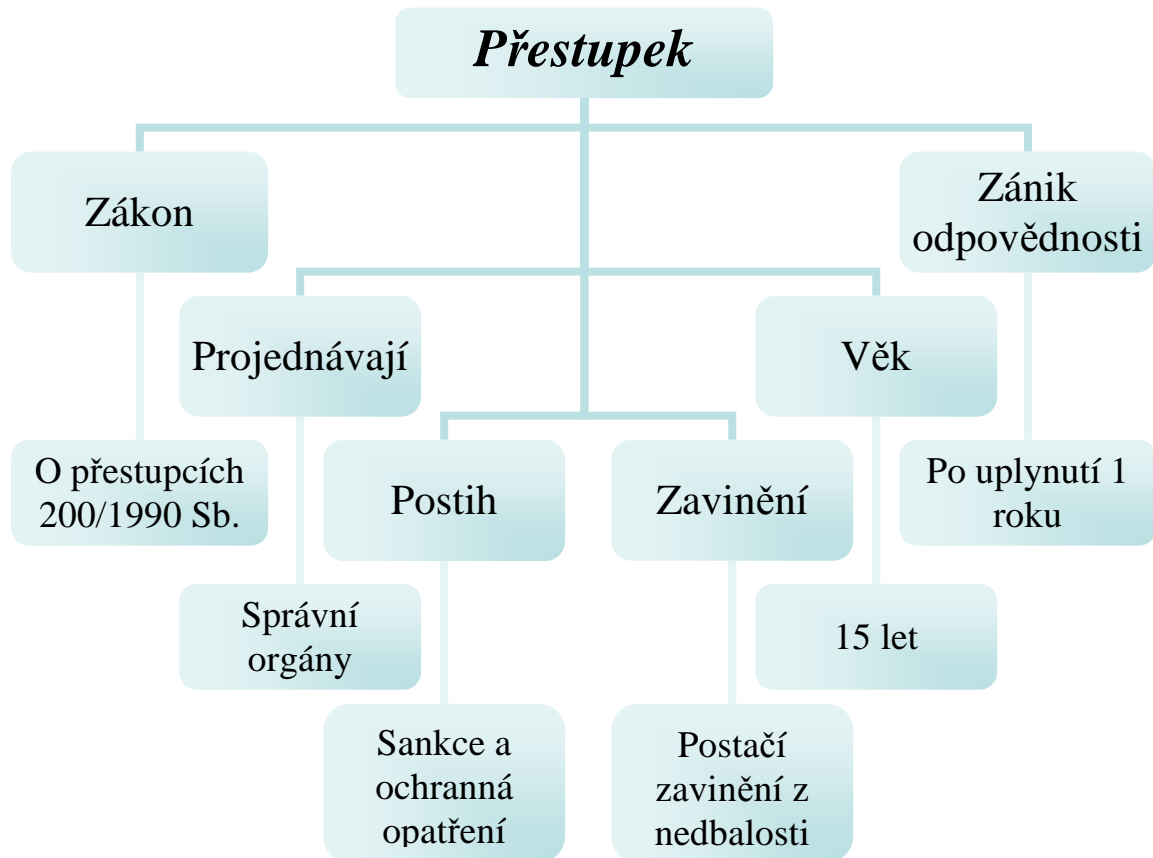 Přestupek
Zákon
Zánik
odpovědnosti
Projednávají
Věk
O přestupcích
200/1990 Sb.
Postih
Zavinění
Po uplynutí 1
roku
Správní
orgány
15 let
Sankce a
ochranná
opatření
Postačí
zavinění z
nedbalosti